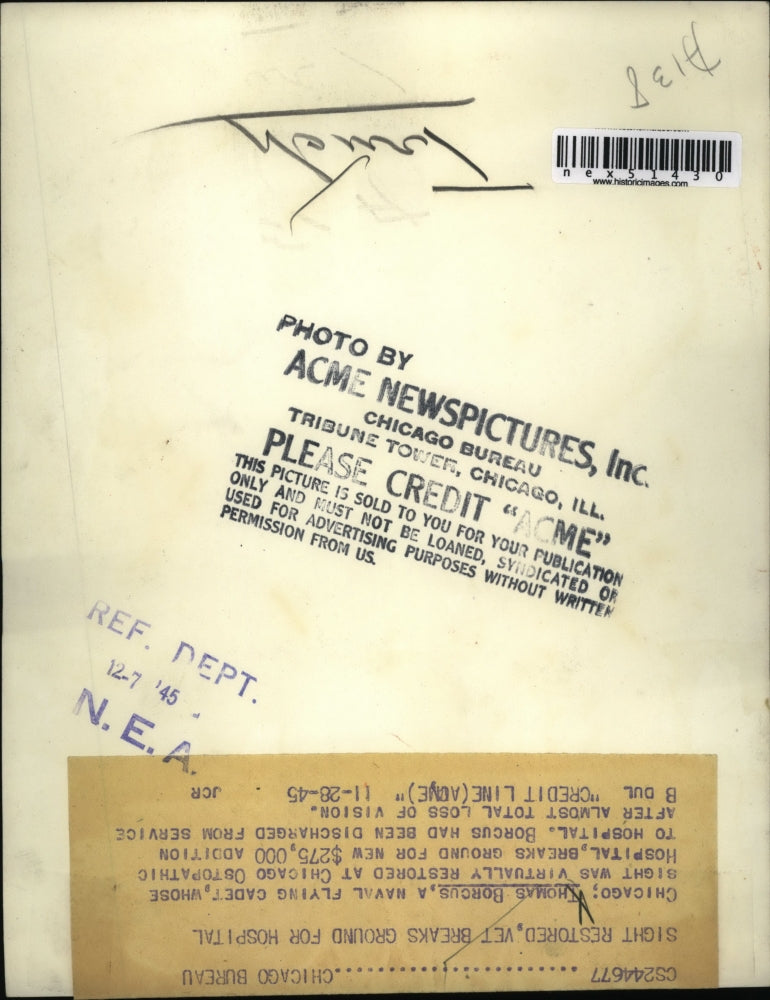 A138
nex51430
www.historicimages.com
PHOTO BY
ACME NEWSPICTURES, Inc.
CHICAGO BUREAU
TRIBUNE TOWER, CHICAGO, ILL.
PLEASE CREDIT "ACME"
THIS PICTURE IS SOLD TO YOU FOR YOUR PUBLICATION
ONLY AND MUST NOT BE LOANED, SYNDICATED OR
USED FOR ADVERTISING PURPOSES WITHOUT WRITTEN
PERMISSION FROM US.
REF. DEPT.
12-7 '45
N. E. A.
CS244677 ............CHICAGO BUREAU
SIGHT RESTORED, VET BREAKS GROUND FOR HOSPITAL
CHICAGO; THOMAS BORCUS, A NAVAL FLYING CADET, WHOSE
SIGHT WAS VIRTUALLY RESTORED AT CHICAGO OSTOPATHIC
HOSPITAL, BREAKS GROUND FOR NEW $275,000 ADDITION
TO HOSPITAL. BORCUS HAD BEEN DISCHARGED FROM SERVICE
AFTER ALMOST TOTAL LOSS OF VISION.
B DUL "CREDIT LINE (ACME)" 11-28-45 . JCR